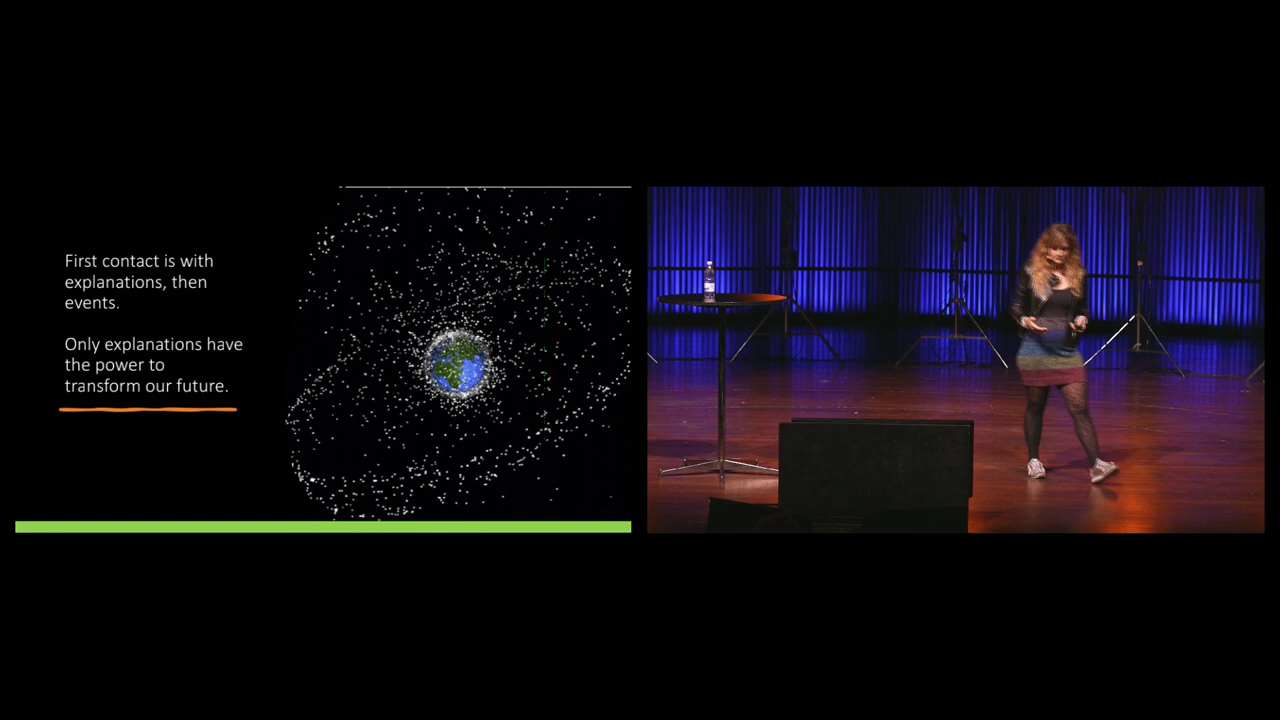 First contact is with
explanations, then
events.
Only explanations have
the power to
transform our future.